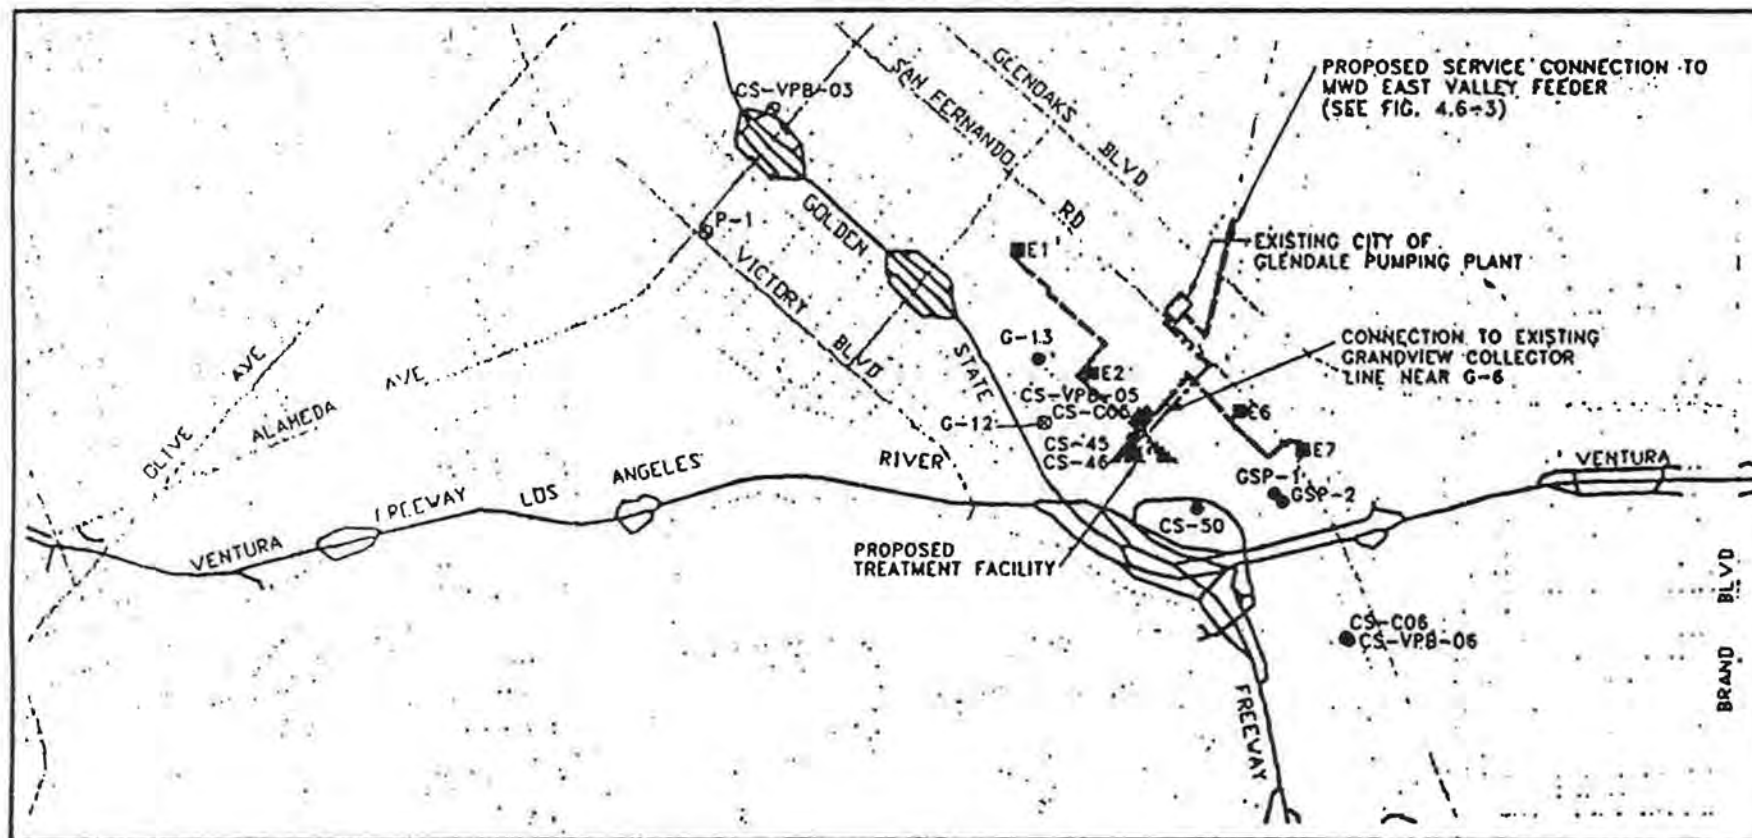 GLENDAKS
BLVD
SAN FERNANDO
RD
PROPOSED SERVICE CONNECTION TO
MWD EAST VALLEY FEEDER
(SEE FIG. 4.6-3)
CS-VPB-03
P-1
GOLDEN
STATE
VICTORY
BLVD
E1
EXISTING CITY OF
GLENDALE PUMPING PLANT
G-13
E2
CONNECTION TO EXISTING
GRANDVIEW COLLECTOR
LINE NEAR G-6
OLIVE AVE
ALAMEDA
AVE
CS-VPB-05
CS-C06
G-12
CS-45
CS-46
E6
E7
GSP-1
GSP-2
VENTURA
FREEWAY
LOS ANGELES
RIVER
CS-50
VENTURA
PROPOSED
TREATMENT FACILITY
CS-C06
CS-VPB-06
FREEWAY
BRAND BLVD